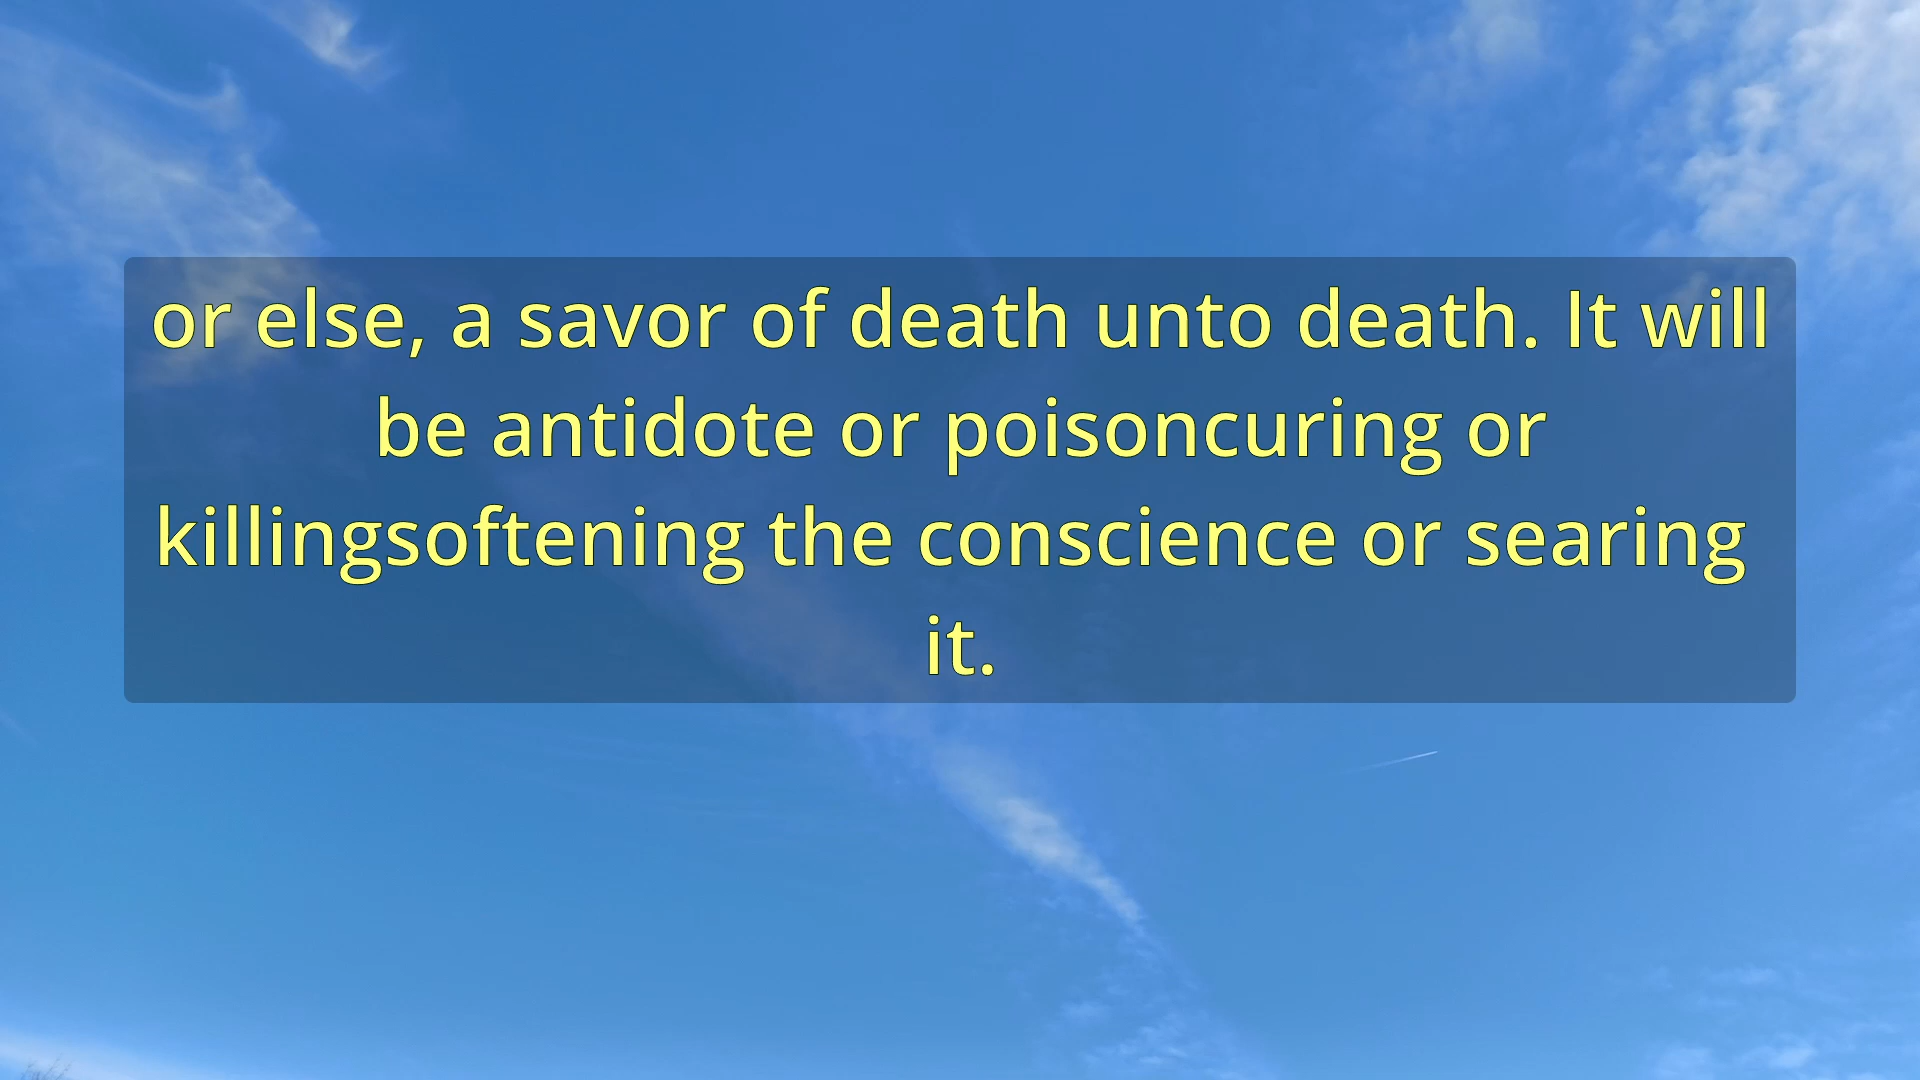 or else, a savor of death unto death. It will
be antidote or poisoncuring or
killingsoftening the conscience or searing
it.